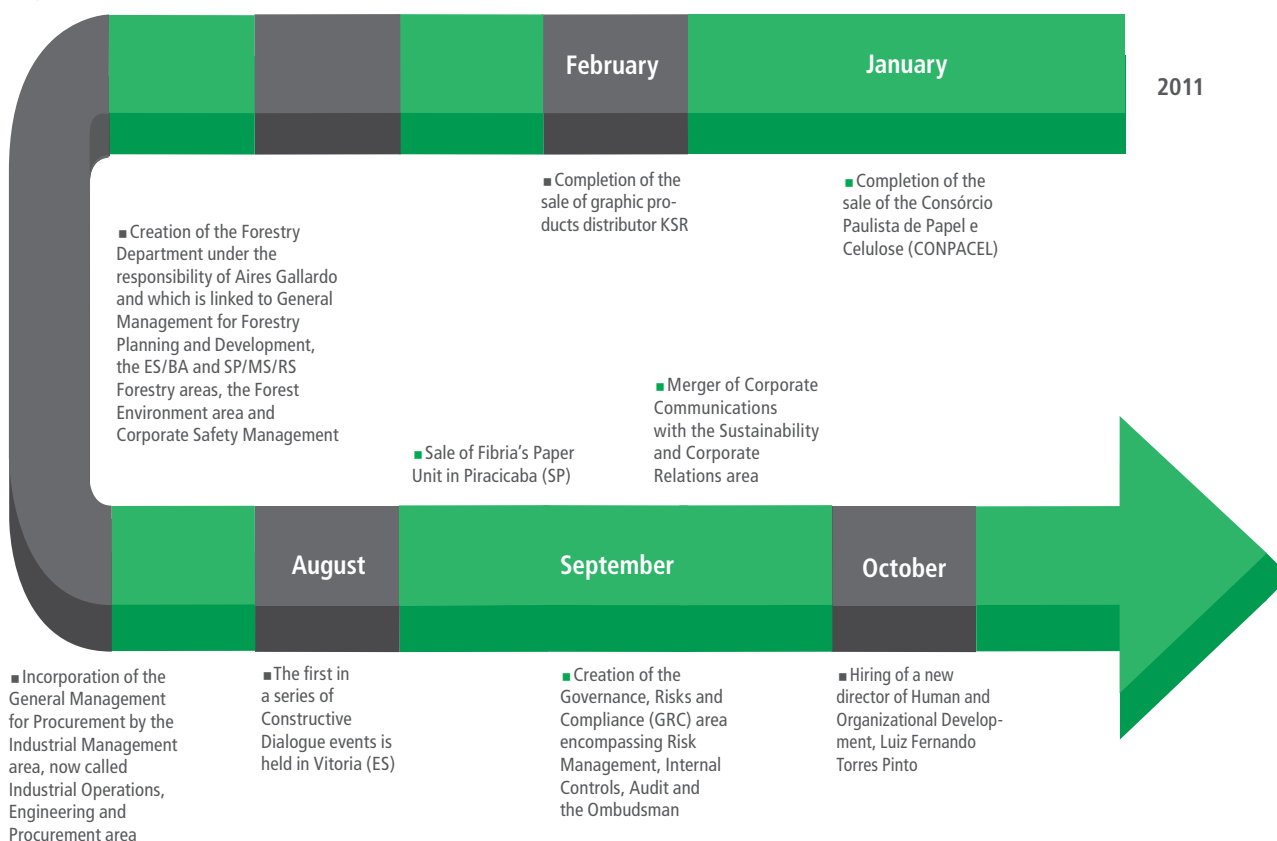 2011
January
■ Completion of the
sale of the Consórcio
Paulista de Papel e
Celulose (CONPACEL)
February
■ Completion of the
sale of graphic pro-
ducts distributor KSR
■ Creation of the Forestry
Department under the
responsibility of Aires Gallardo
and which is linked to General
Management for Forestry
Planning and Development,
the ES/BA and SP/MS/RS
Forestry areas, the Forest
Environment area and
Corporate Safety Management
■ Incorporation of the
General Management
for Procurement by the
Industrial Management
area, now called
Industrial Operations,
Engineering and
Procurement area
August
■ The first in
a series of
Constructive
Dialogue events is
held in Vitoria (ES)
September
■ Sale of Fibria’s Paper
Unit in Piracicaba (SP)
■ Merger of Corporate
Communications
with the Sustainability
and Corporate
Relations area
■ Creation of the
Governance, Risks and
Compliance (GRC) area
encompassing Risk
Management, Internal
Controls, Audit and
the Ombudsman
October
■ Hiring of a new
director of Human and
Organizational Develop-
ment, Luiz Fernando
Torres Pinto